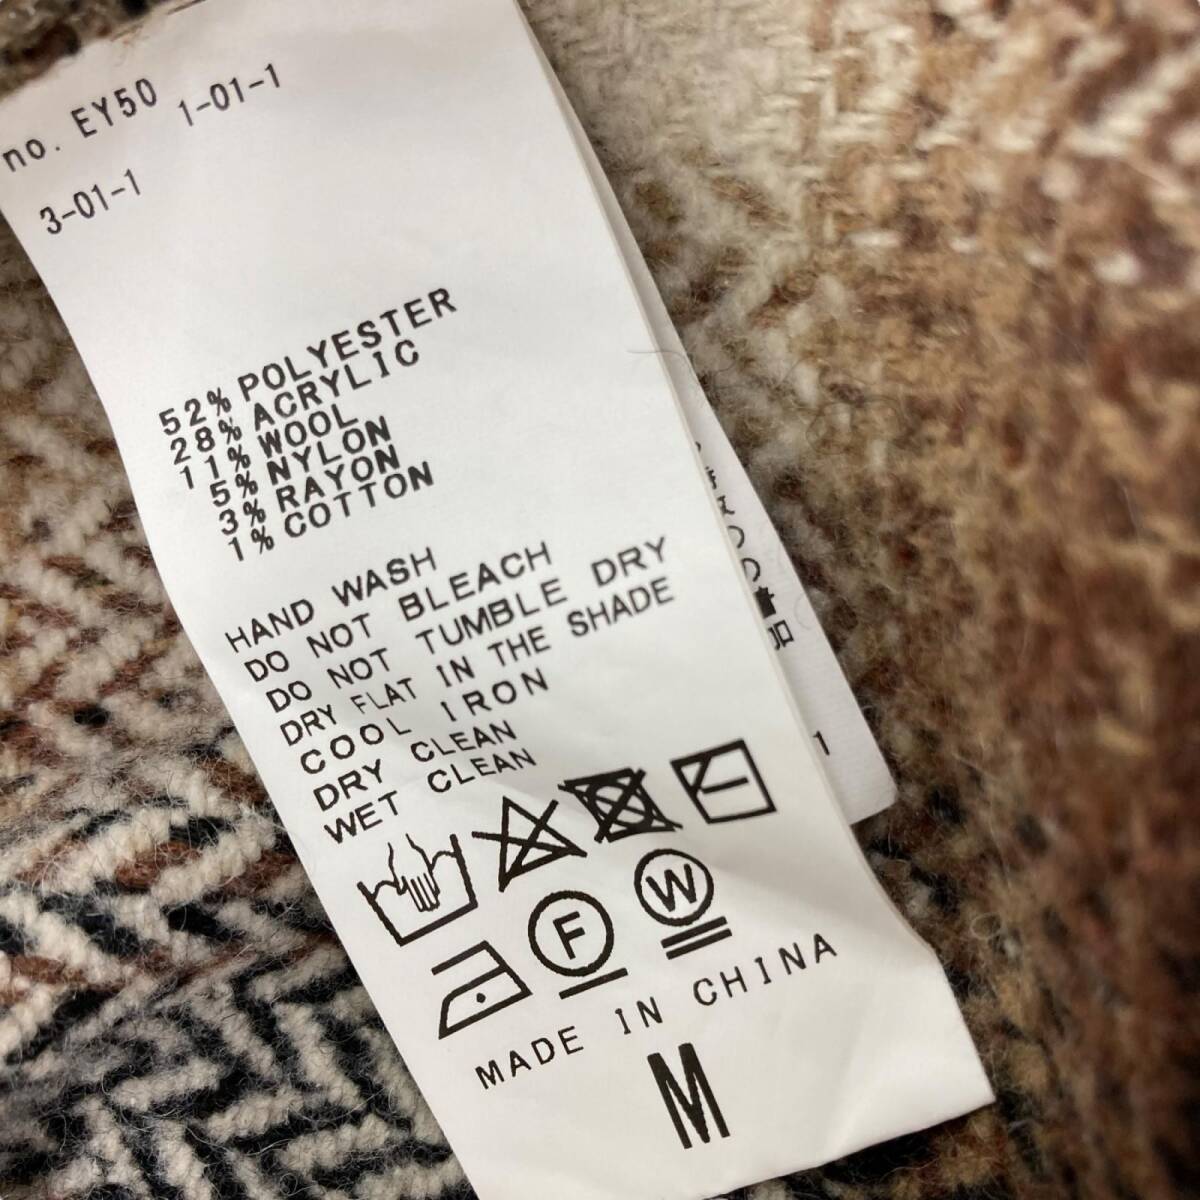 no. EY50
1-01-1
3-01-1
52% POLYESTER
28% ACRYLIC
11% WOOL
5% NYLON
3% RAYON
1% COTTON
HAND WASH
DO NOT BLEACH
DO NOT TUMBLE DRY
DRY FLAT IN THE SHADE
COOL IRON
DRY CLEAN
WET CLEAN
F
W
MADE IN CHINA
M
の
1